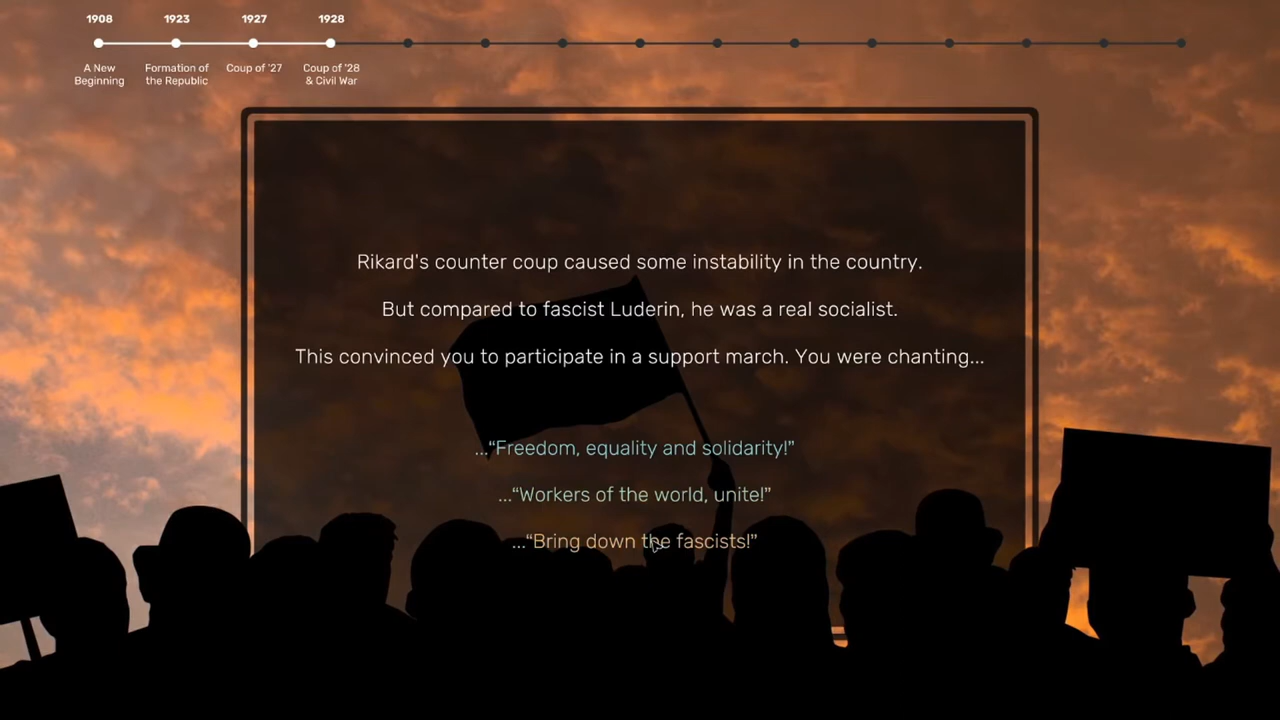 1908 1923 1927 1928
A New Formation of Coup of '27 Coup of '28
Beginning the Republic & Civil War
Rikard's counter coup caused some instability in the country.
But compared to fascist Luderin, he was a real socialist.
This convinced you to participate in a support march. You were chanting...
..."Freedom, equality and solidarity!"
..."Workers of the world, unite!"
..."Bring down the fascists!"